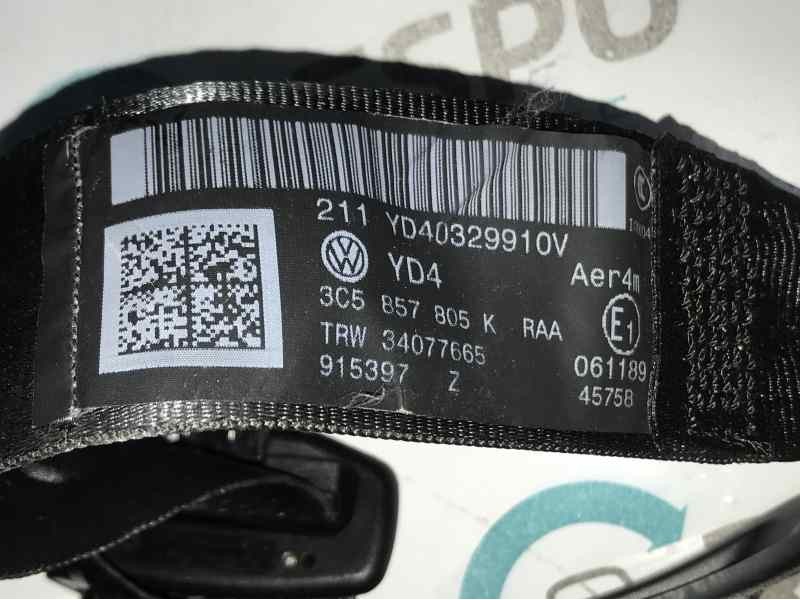 211 YD40329910V
YD4 Aer4m
3C5 857 805 K RAA E1
TRW 34077665 061189
915397 Z 45758